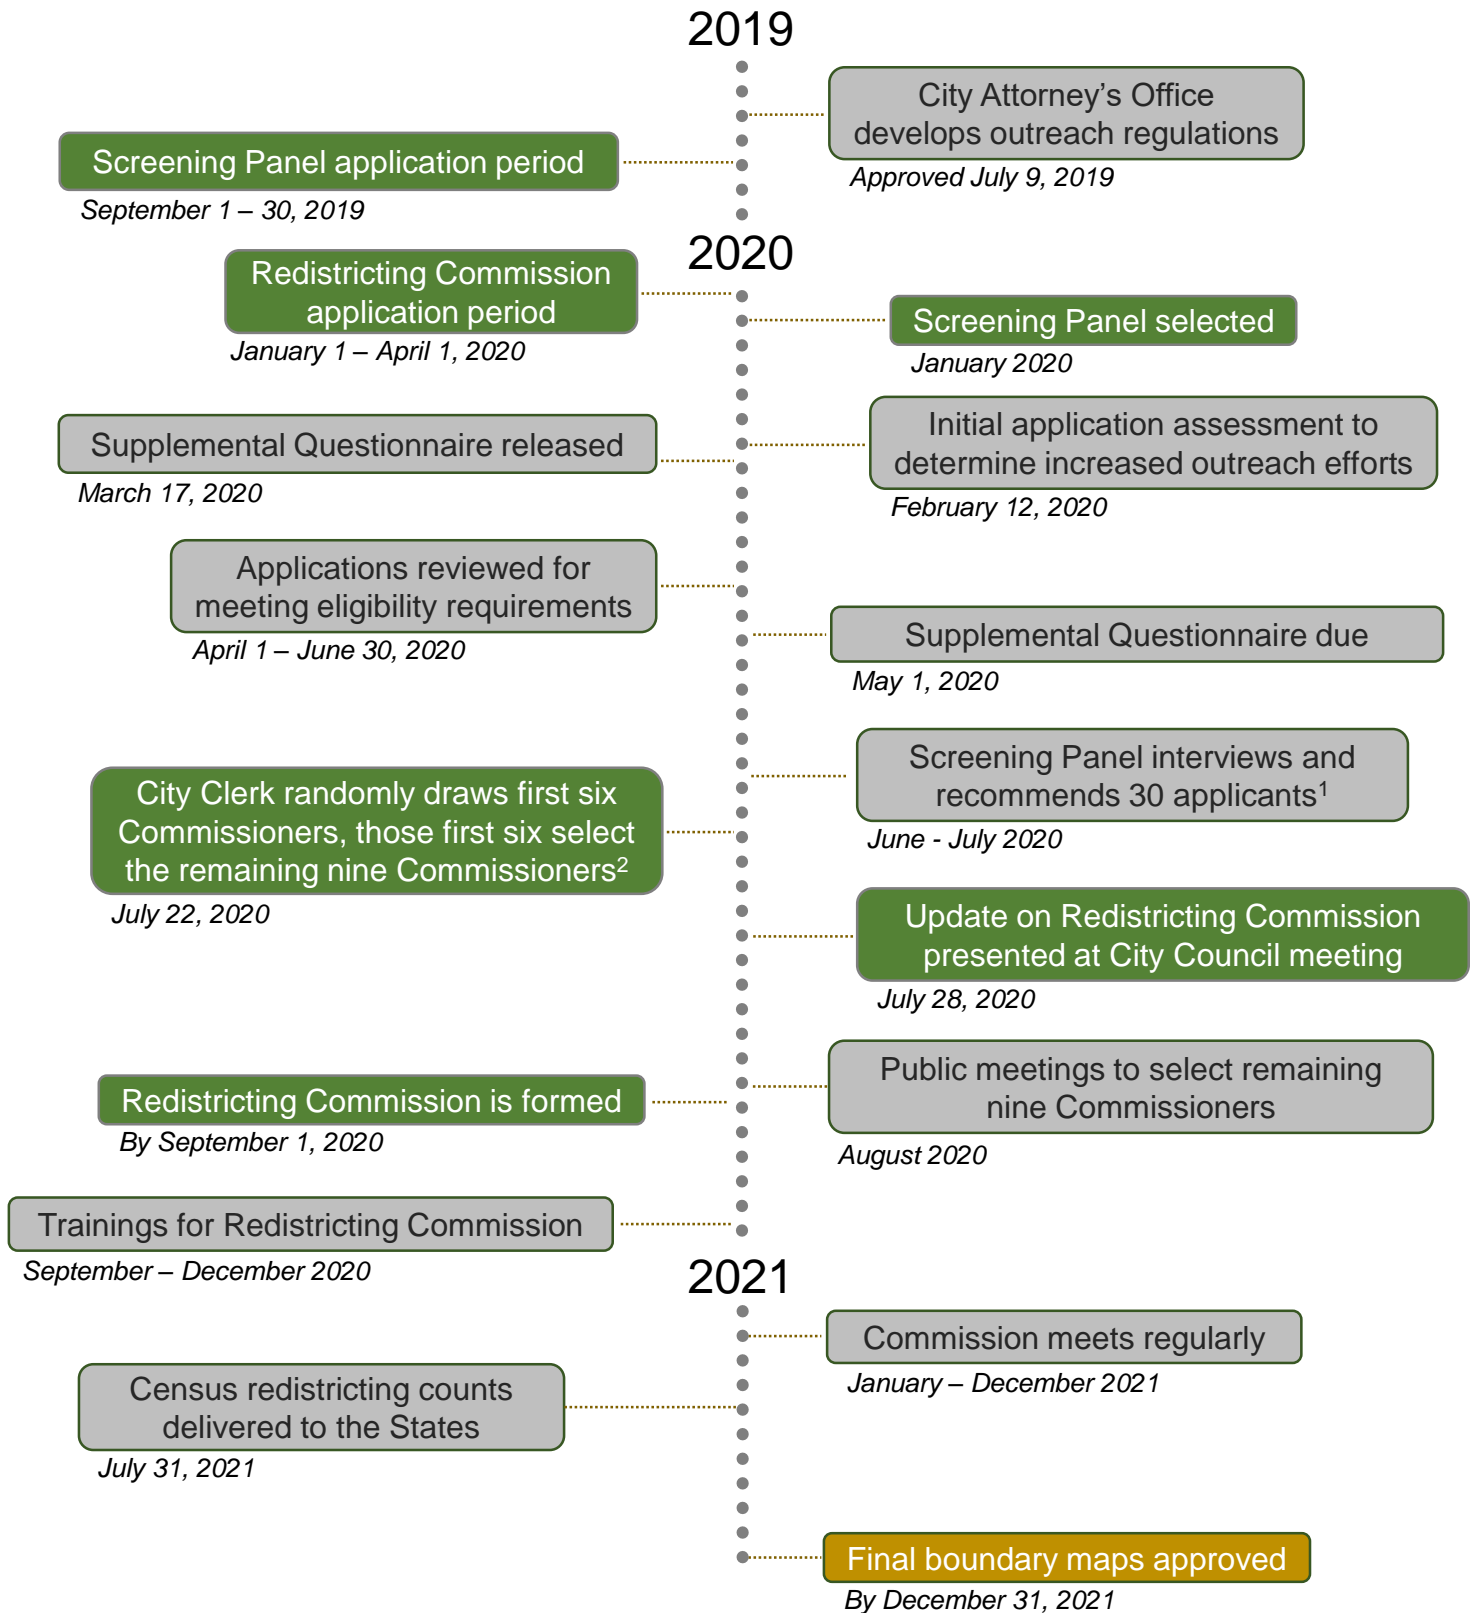 2019
City Attorney's Office
develops outreach regulations
Approved July 9, 2019
Screening Panel application period
September 1 – 30, 2019
2020
Redistricting Commission
application period
January 1 – April 1, 2020
Screening Panel selected
January 2020
Initial application assessment to
determine increased outreach efforts
February 12, 2020
Supplemental Questionnaire released
March 17, 2020
Applications reviewed for
meeting eligibility requirements
April 1 – June 30, 2020
Supplemental Questionnaire due
May 1, 2020
Screening Panel interviews and
recommends 30 applicants¹
June - July 2020
City Clerk randomly draws first six
Commissioners, those first six select
the remaining nine Commissioners²
July 22, 2020
Update on Redistricting Commission
presented at City Council meeting
July 28, 2020
Public meetings to select remaining
nine Commissioners
August 2020
Redistricting Commission is formed
By September 1, 2020
Trainings for Redistricting Commission
September – December 2020
2021
Commission meets regularly
January – December 2021
Census redistricting counts
delivered to the States
July 31, 2021
Final boundary maps approved
By December 31, 2021